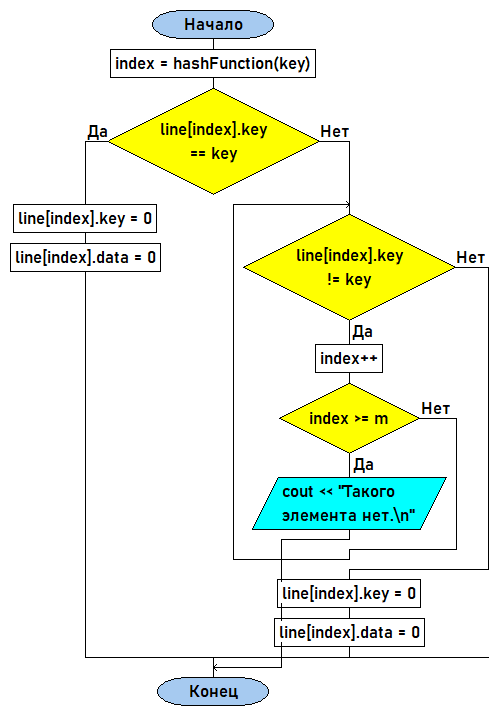 Начало
index = hashFunction(key)
line[index].key
== key
Да
Нет
line[index].key = 0
line[index].data = 0
line[index].key
!= key
Нет
Да
index++
index >= m
Нет
Да
cout << "Такого
элемента нет.\n"
line[index].key = 0
line[index].data = 0
Конец